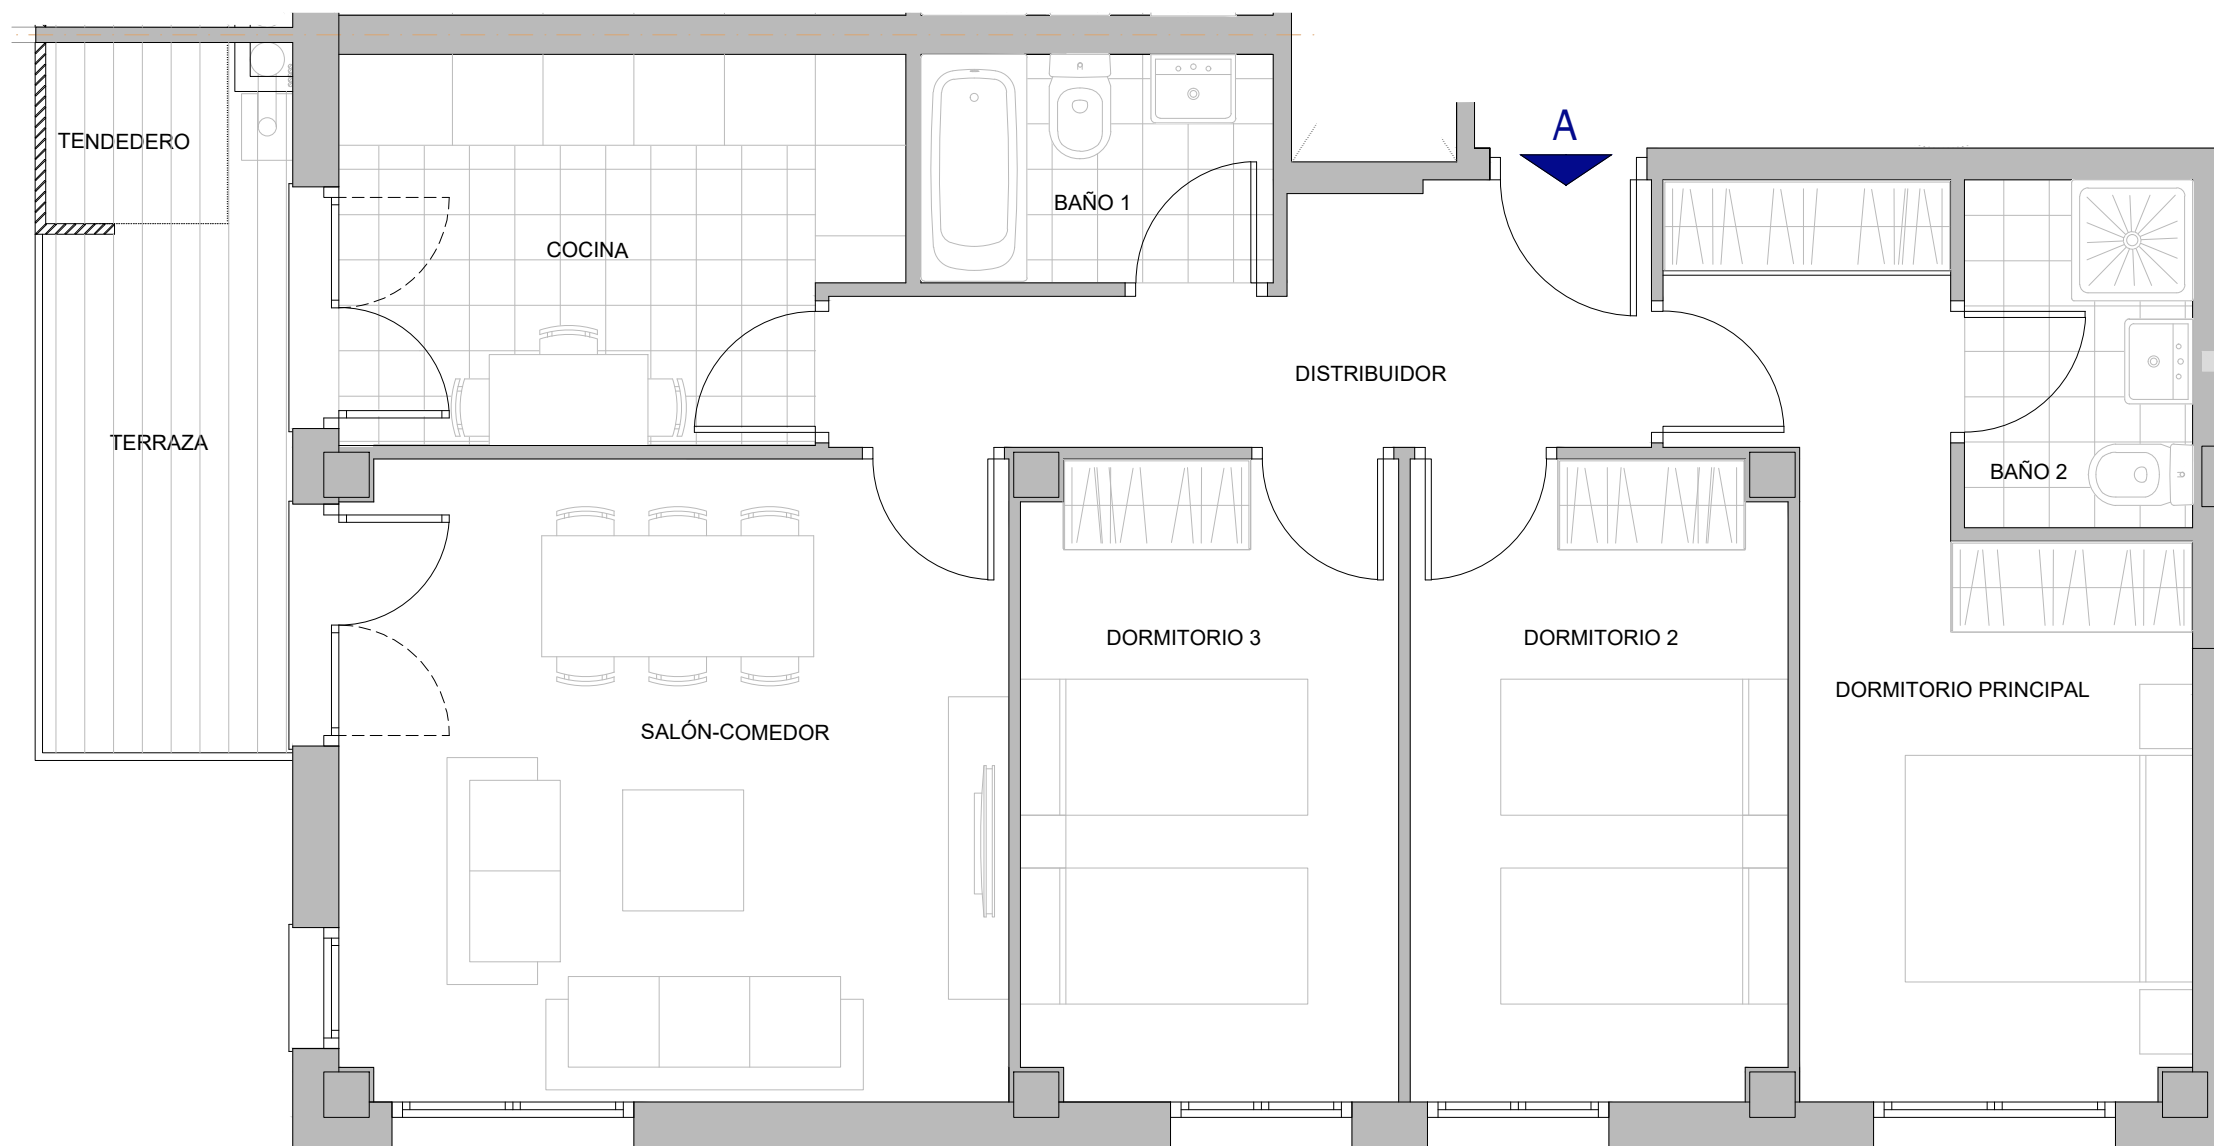 A
TENDEDERO
BAÑO 1
COCINA
DISTRIBUIDOR
TERRAZA
BAÑO 2
DORMITORIO 3
DORMITORIO 2
DORMITORIO PRINCIPAL
SALÓN-COMEDOR